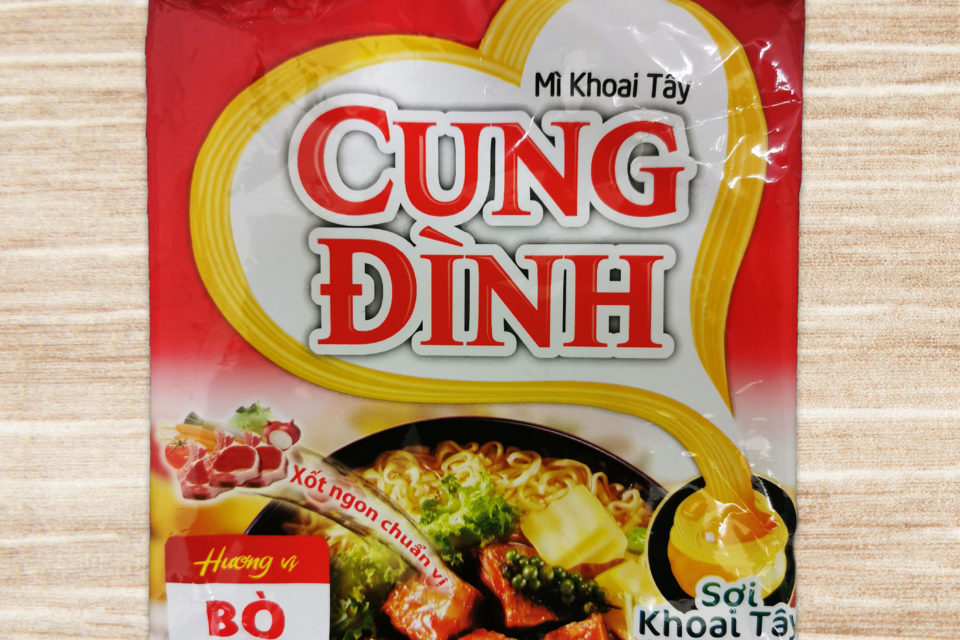 Mì Khoai Tây
CUNG
ĐÌNH
Xốt ngon chuẩn vị
Hương vị
BÒ
Sợi
Khoai Tây